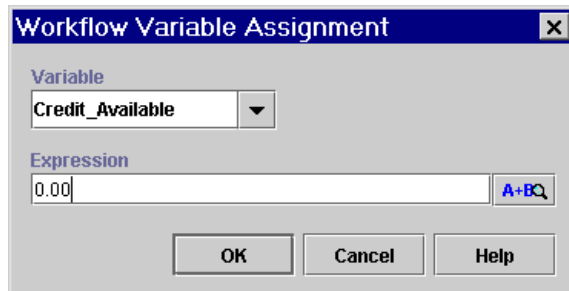 Workflow Variable Assignment
Variable
Credit_Available
Expression
0.00
A+B
OK Cancel Help